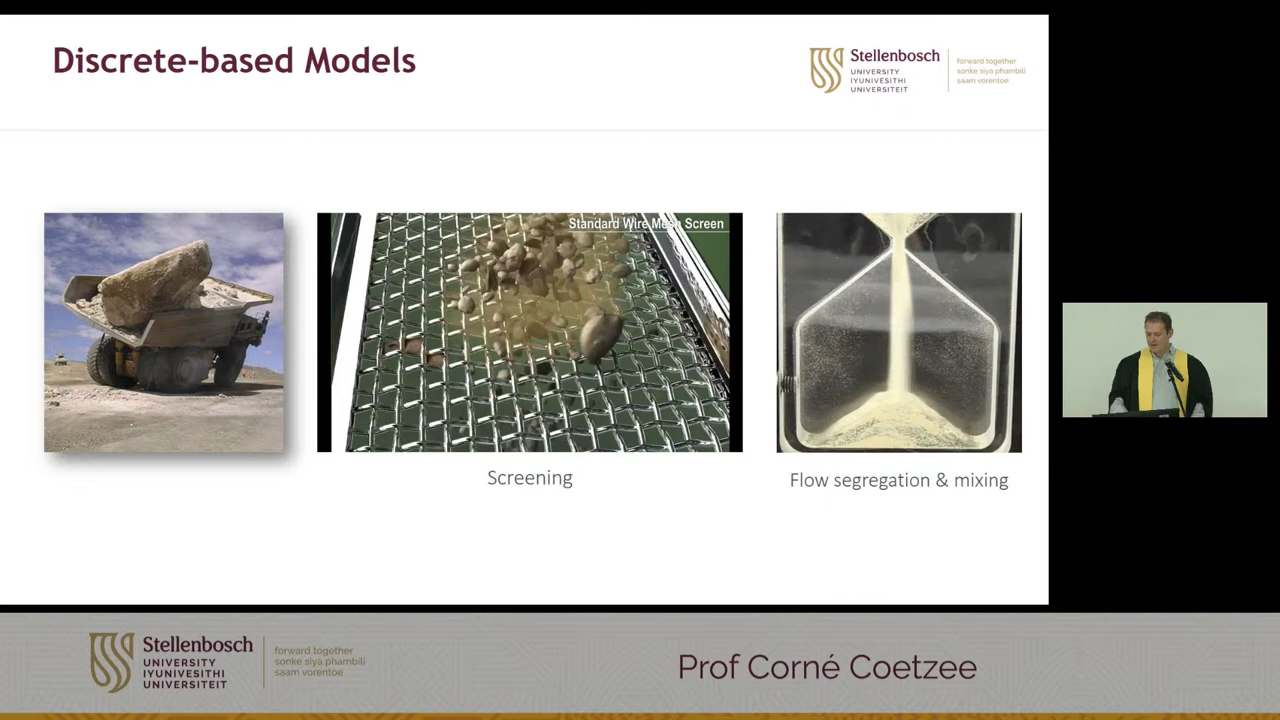 Discrete-based Models
Stellenbosch
UNIVERSITY
IYUNIVESITHI
UNIVERSITEIT
forward together
sonke siya phambili
saam vorentoe
Standard Wire Mesh Screen
Screening
Flow segregation & mixing
Stellenbosch
UNIVERSITY
IYUNIVESITHI
UNIVERSITEIT
forward together
sonke siya phambili
saam vorentoe
Prof Corné Coetzee